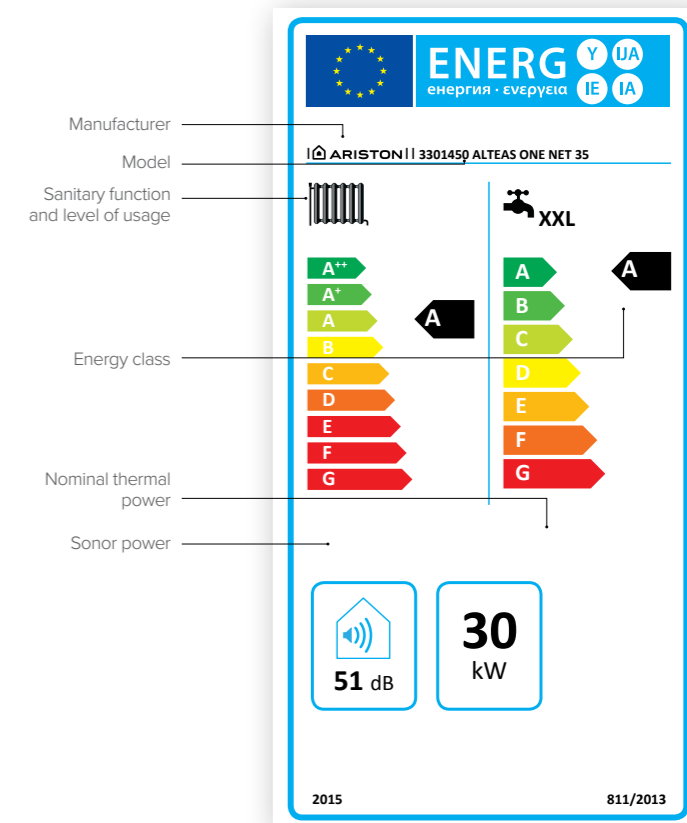 ENERG
Y IJA
IE IA
енергия · ενεργεια
Manufacturer
ARISTON 3301450 ALTEAS ONE NET 35
Model
Sanitary function
and level of usage
XXL
A++
A+
A
B
C
D
E
F
G
A
A
B
C
D
E
F
G
A
Energy class
Nominal thermal
power
Sonor power
51 dB
30
kW
2015 811/2013